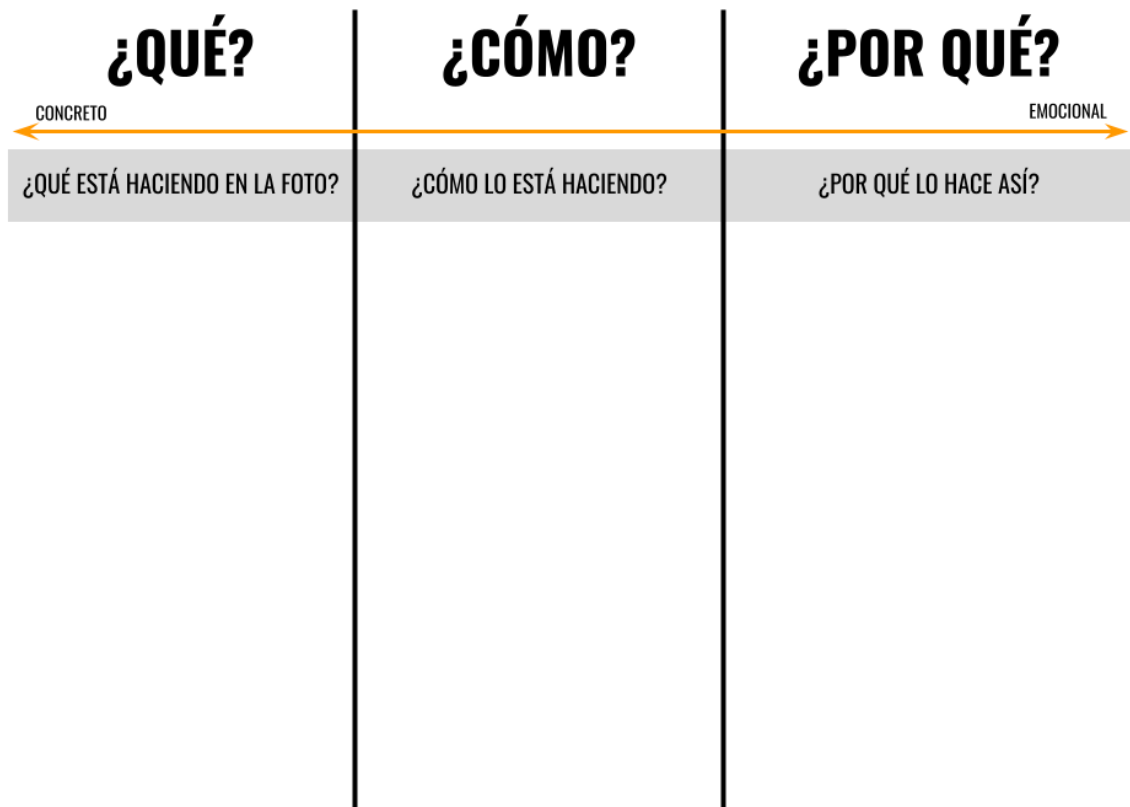 ¿QUÉ?
¿CÓMO?
¿POR QUÉ?
CONCRETO
EMOCIONAL
¿QUÉ ESTÁ HACIENDO EN LA FOTO?
¿CÓMO LO ESTÁ HACIENDO?
¿POR QUÉ LO HACE ASÍ?